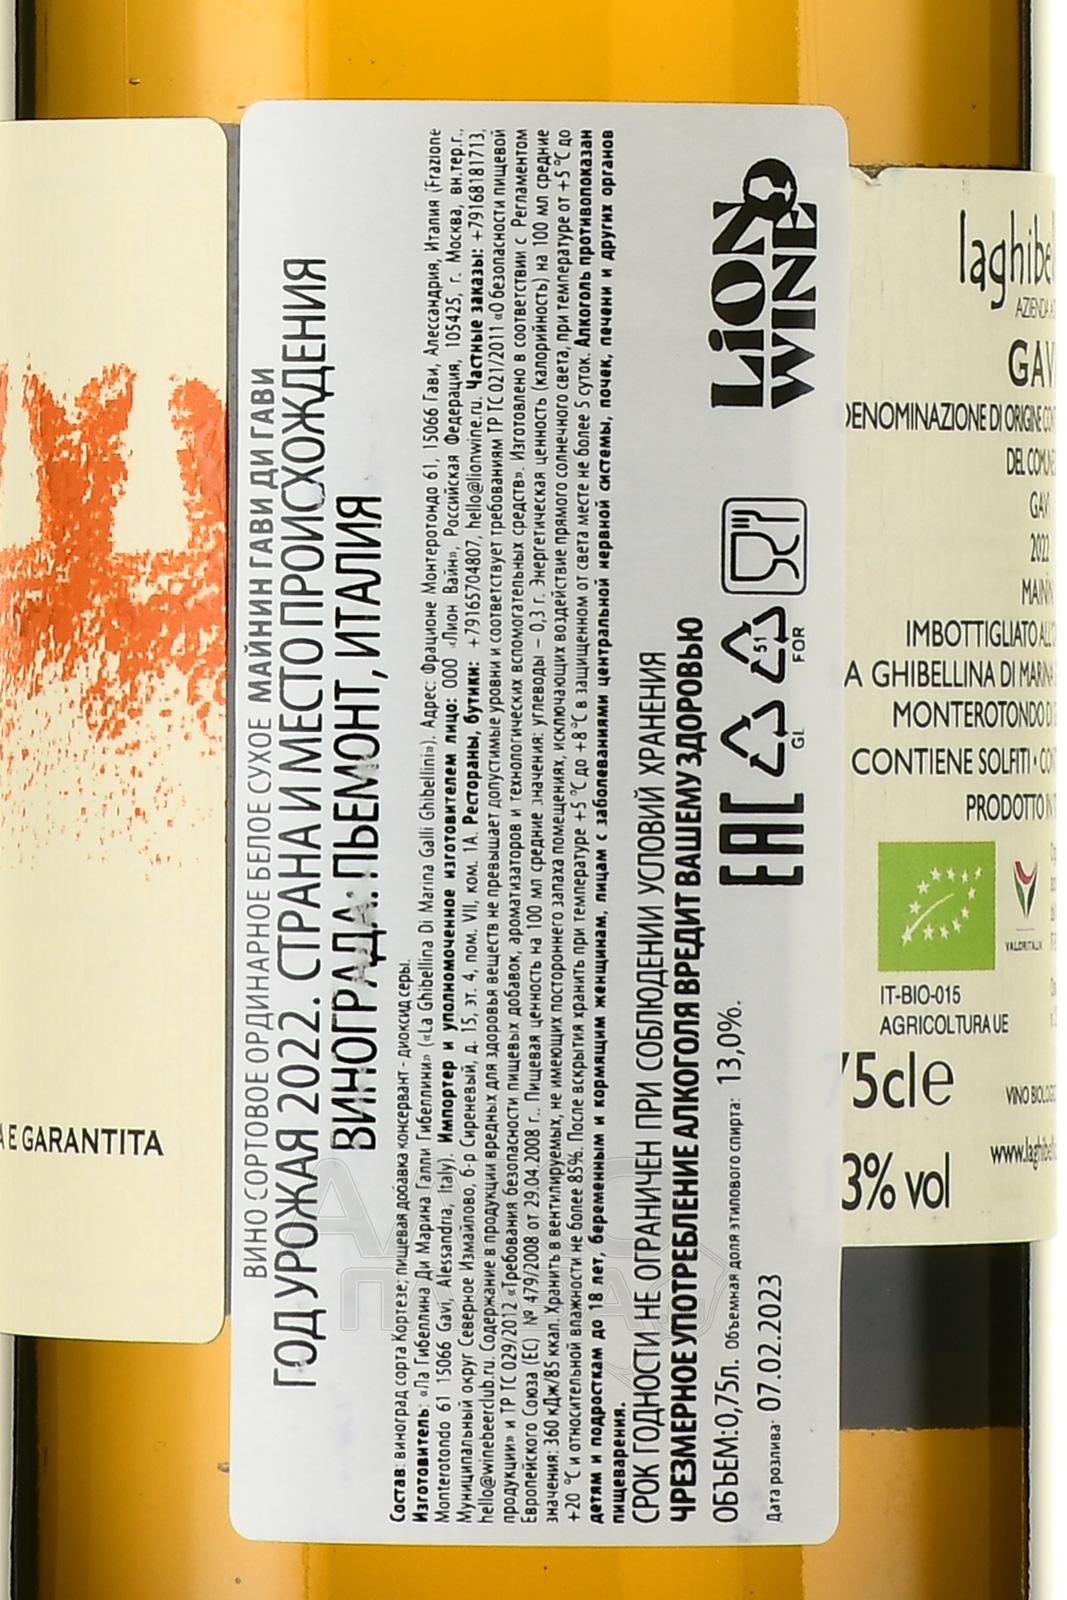 ВИНО СОРТОВОЕ ОРДИНАРНОЕ БЕЛОЕ СУХОЕ МАЙНИН ГАВИ ДИ ГАВИ
ГОД УРОЖАЯ 2022. СТРАНА И МЕСТО ПРОИСХОЖДЕНИЯ
ВИНОГРАДА: ПЬЕМОНТ, ИТАЛИЯ
Состав: виноград сорта Кортезе; пищевая добавка консервант - диоксид серы.
Изготовитель: «Ла Гибеллина Ди Марина Галли Гибеллини» («La Ghibellina Di Marina Galli Ghibellini»). Адрес: Фрационе Монтеротондо 61, 15066 Гави, Алессандрия, Италия (Frazione
Monterotondo 61 15066 Gavi, Alessandria, Italy). Импортер и уполномоченное изготовителем лицо: ООО «Лион Вайн», Российская Федерация, 105425, г. Москва, вн.тер.г.,
Муниципальный округ Северное Измайлово, б-р Сиреневый, д. 15, эт. 4, пом. VII, ком. 1А. Рестораны, бутики: +79165704807, hello@lionwine.ru. Частные заказы: +79168181713,
hello@winebeerclub.ru. Содержание в продукции вредных для здоровья веществ не превышает допустимые уровни и соответствует требованиям ТР ТС 021/2011 «О безопасности пищевой
продукции» и ТР ТС 029/2012 «Требования безопасности пищевых добавок, ароматизаторов и технологических вспомогательных средств». Изготовлено в соответствии с Регламентом
Европейского Союза (ЕС) № 479/2008 от 29.04.2008 г.. Пищевая ценность на 100 мл средние значения: углеводы – 0,3 г. Энергетическая ценность (калорийность) на 100 мл средние
значения: 360 кДж/85 ккал. Хранить в вентилируемых, не имеющих постороннего запаха помещениях, исключающих воздействие прямого солнечного света, при температуре от +5 °С до
+20 °С и относительной влажности не более 85%. После вскрытия хранить при температуре +5 °С до +8 °С в защищенном от света месте не более 5 суток. Алкоголь противопоказан
детям и подросткам до 18 лет, беременным и кормящим женщинам, лицам с заболеваниями центральной нервной системы, почек, печени и других органов
пищеварения.
СРОК ГОДНОСТИ НЕ ОГРАНИЧЕН ПРИ СОБЛЮДЕНИИ УСЛОВИЙ ХРАНЕНИЯ
ЧРЕЗМЕРНОЕ УПОТРЕБЛЕНИЕ АЛКОГОЛЯ ВРЕДИТ ВАШЕМУ ЗДОРОВЬЮ
ОБЪЕМ:0,75л. Объемная доля этилового спирта: 13,0%.
Дата розлива: 07.02.2023
EAC
GL
51
FOR
LION
WINE
E GARANTITA
GAVI
DENOMINAZIONE DI ORIGINE
DEL COMUNE
GAVI
2022
MAININ
IMBOTTIGLIATO
GHIBELLINA DI MARINA
MONTEROTONDO
CONTIENE SOLFITI
PRODOTTO
VALORITALIA
IT-BIO-015
AGRICOLTURA UE
5cl e
3% vol
VINO